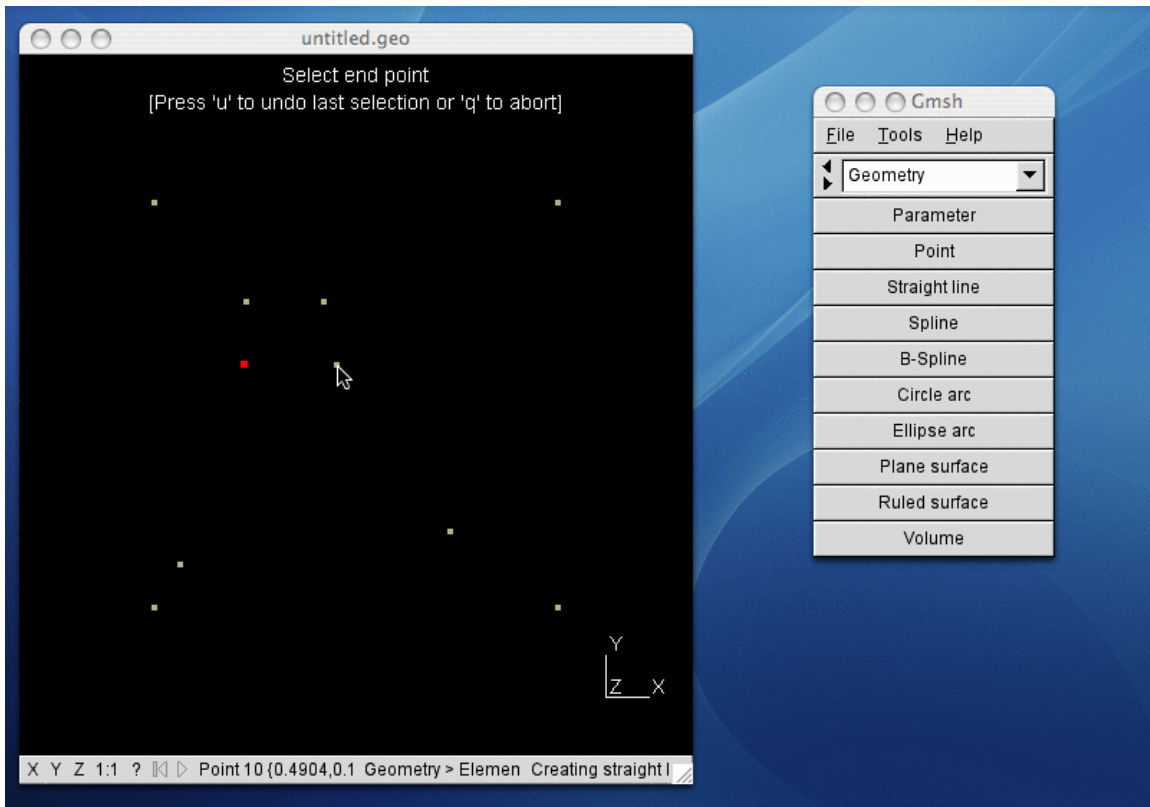 untitled.geo
Select end point
[Press 'u' to undo last selection or 'q' to abort]
Y
Z X
X Y Z 1:1 ? Point 10 {0.4904,0.1 Geometry > Elemen Creating straight l
Gmsh
File Tools Help
Geometry
Parameter
Point
Straight line
Spline
B-Spline
Circle arc
Ellipse arc
Plane surface
Ruled surface
Volume